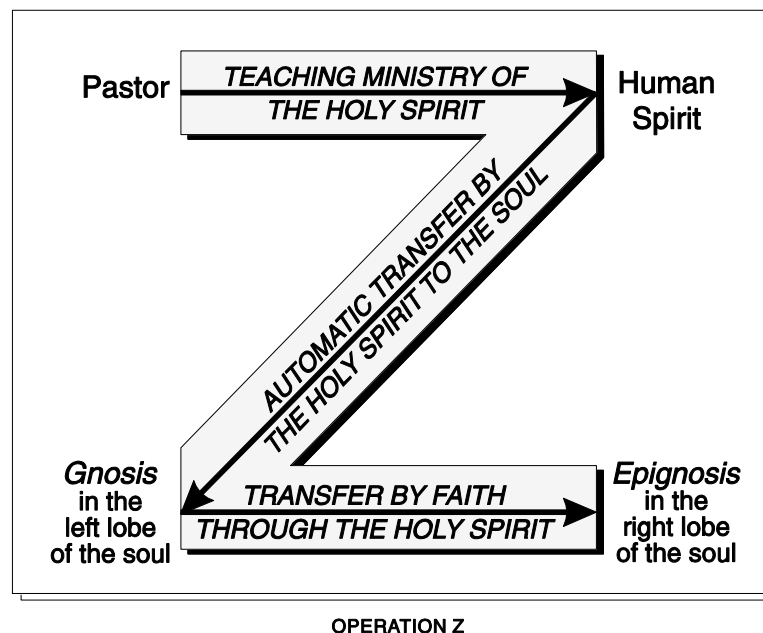 Pastor
TEACHING MINISTRY OF
THE HOLY SPIRIT
Human
Spirit
AUTOMATIC TRANSFER BY
THE HOLY SPIRIT TO THE SOUL
Gnosis
in the
left lobe
of the soul
TRANSFER BY FAITH
THROUGH THE HOLY SPIRIT
Epignosis
in the
right lobe
of the soul
OPERATION Z